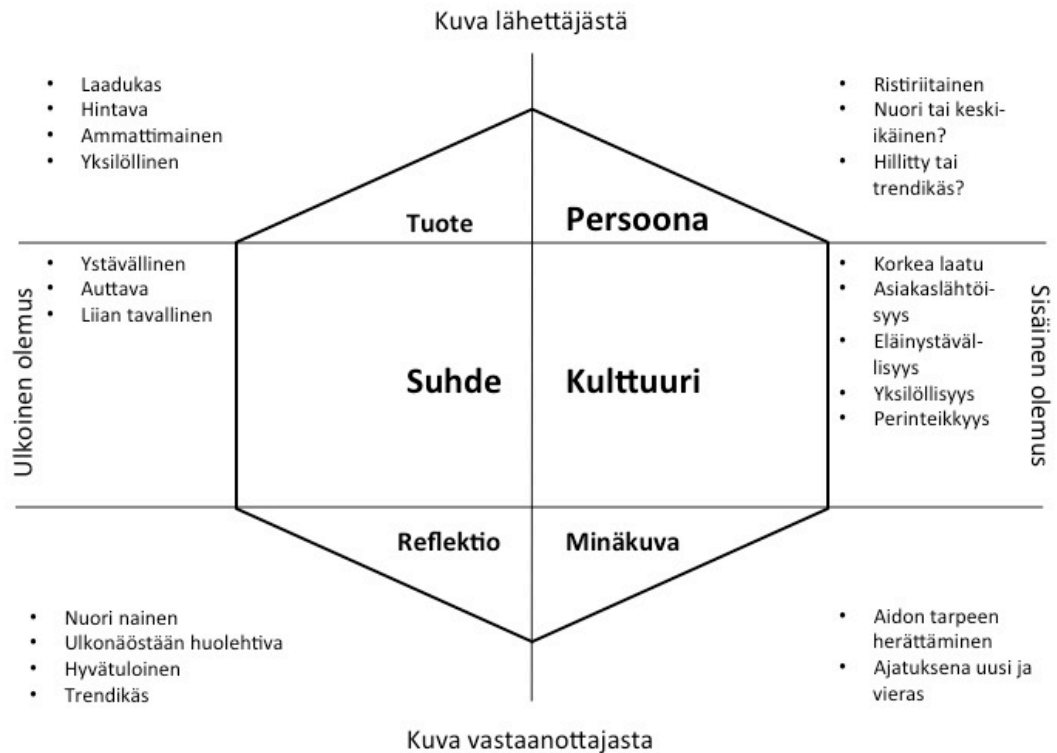 Kuva lähettäjästä
• Laadukas
• Hintava
• Ammattimainen
• Yksilöllinen
• Ristiriitainen
• Nuori tai keski-
ikäinen?
• Hillitty tai
trendikäs?
Tuote
Persoona
Ulkoinen olemus
• Ystävällinen
• Auttava
• Liian tavallinen
Suhde
Kulttuuri
• Korkea laatu
• Asiakaslähtöi-
syys
• Eläinystäväl-
lisyys
• Yksilöllisyys
• Perinteikkyys
Sisäinen olemus
Reflektio
Minäkuva
• Nuori nainen
• Ulkonäöstään huolehtiva
• Hyvätuloinen
• Trendikäs
• Aidon tarpeen
herättäminen
• Ajatuksena uusi ja
vieras
Kuva vastaanottajasta